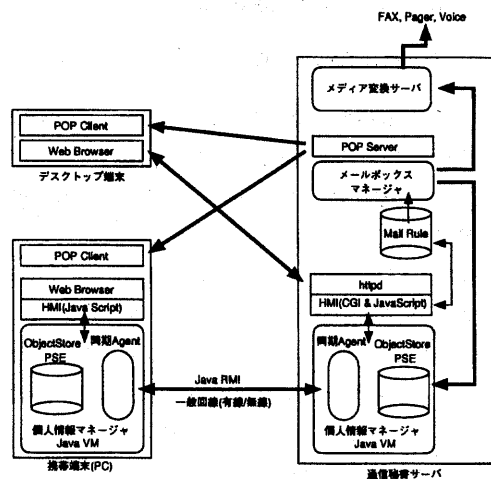 FAX, Pager, Voice
メディア変換サーバ
POP Client
Web Browser
デスクトップ端末
POP Server
メールボックス
マネージャ
Mail Rule
POP Client
Web Browser
HMI(Java Script)
ObjectStore
PSE
同期Agent
個人情報マネージャ
Java VM
携帯端末(PC)
Java RMI
一般回線(有線/無線)
httpd
HMI(CGI & JavaScript)
同期Agent
ObjectStore
PSE
個人情報マネージャ
Java VM
通信秘書サーバ